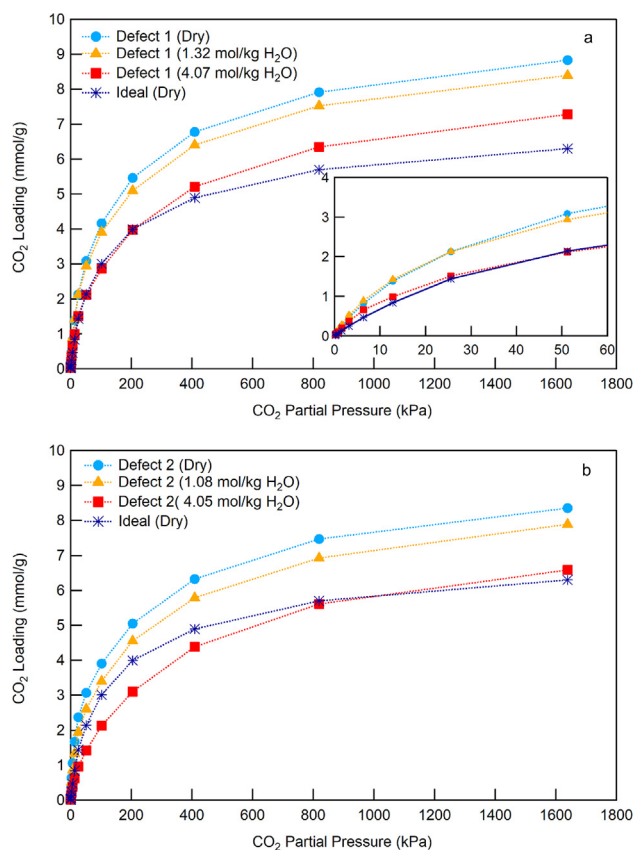 a
Defect 1 (Dry)
Defect 1 (1.32 mol/kg H₂O)
Defect 1 (4.07 mol/kg H₂O)
Ideal (Dry)
CO₂ Loading (mmol/g)
10
9
8
7
6
5
4
3
2
1
0
4
3
2
1
0
0 10 20 30 40 50 60
0 200 400 600 800 1000 1200 1400 1600 1800
CO₂ Partial Pressure (kPa)
b
Defect 2 (Dry)
Defect 2 (1.08 mol/kg H₂O)
Defect 2( 4.05 mol/kg H₂O)
Ideal (Dry)
CO₂ Loading (mmol/g)
10
9
8
7
6
5
4
3
2
1
0
0 200 400 600 800 1000 1200 1400 1600 1800
CO₂ Partial Pressure (kPa)